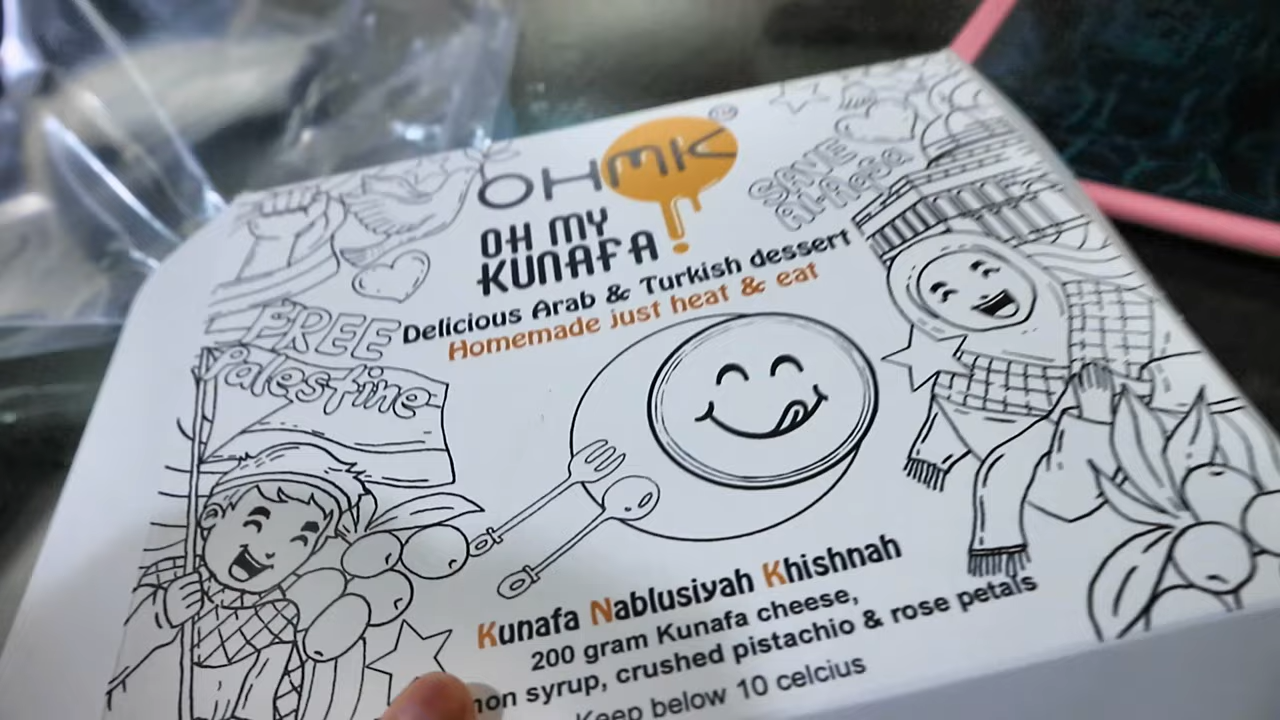 OHMK
OH MY
KUNAFA!
Delicious Arab & Turkish dessert
Homemade just heat & eat
SAVE
Al-Aqsa
FREE
Palestine
Kunafa Nablusiyah Khishnah
200 gram Kunafa cheese,
syrup, crushed pistachio & rose petals
Keep below 10 celcius